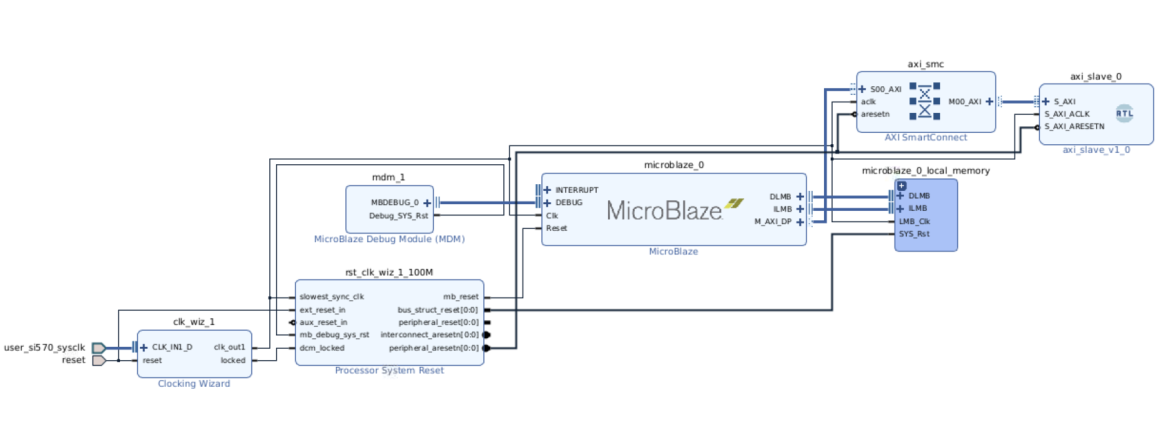 axi_smc
S00_AXI
aclk
aresetn
M00_AXI
AXI SmartConnect
axi_slave_0
S_AXI
S_AXI_ACLK
S_AXI_ARESETN
RTL
axi_slave_v1_0
mdm_1
MBDEBUG_0
Debug_SYS_Rst
MicroBlaze Debug Module (MDM)
microblaze_0
INTERRUPT
DEBUG
Clk
Reset
MicroBlaze
DLMB
ILMB
M_AXI_DP
MicroBlaze
microblaze_0_local_memory
DLMB
ILMB
LMB_Clk
SYS_Rst
rst_clk_wiz_1_100M
slowest_sync_clk
ext_reset_in
aux_reset_in
mb_debug_sys_rst
dcm_locked
mb_reset
bus_struct_reset[0:0]
peripheral_reset[0:0]
interconnect_aresetn[0:0]
peripheral_aresetn[0:0]
Processor System Reset
user_si570_sysclk
reset
clk_wiz_1
CLK_IN1_D
reset
clk_out1
locked
Clocking Wizard